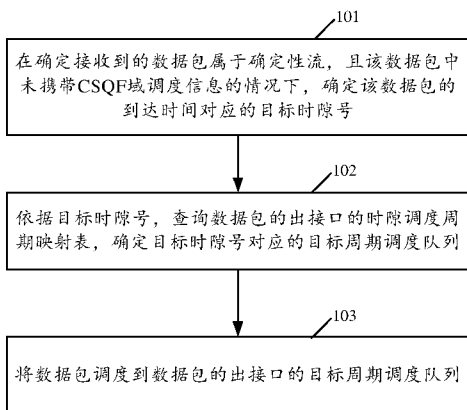 101
在确定接收到的数据包属于确定性流，且该数据包中
未携带CSQF域调度信息的情况下，确定该数据包的
到达时间对应的目标时隙号
102
依据目标时隙号，查询数据包的出接口的时隙调度周
期映射表，确定目标时隙号对应的目标周期调度队列
103
将数据包调度到数据包的出接口的目标周期调度队列